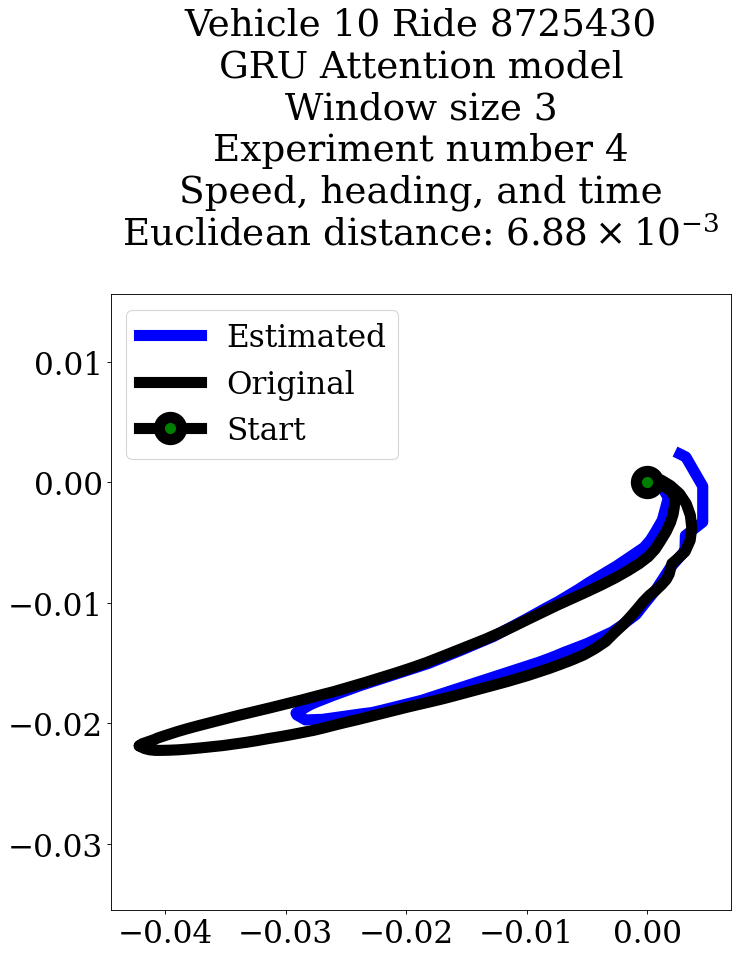 Vehicle 10 Ride 8725430
GRU Attention model
Window size 3
Experiment number 4
Speed, heading, and time
Euclidean distance: 6.88 × 10⁻³
Estimated
Original
Start
0.01
0.00
−0.01
−0.02
−0.03
−0.04 −0.03 −0.02 −0.01 0.00